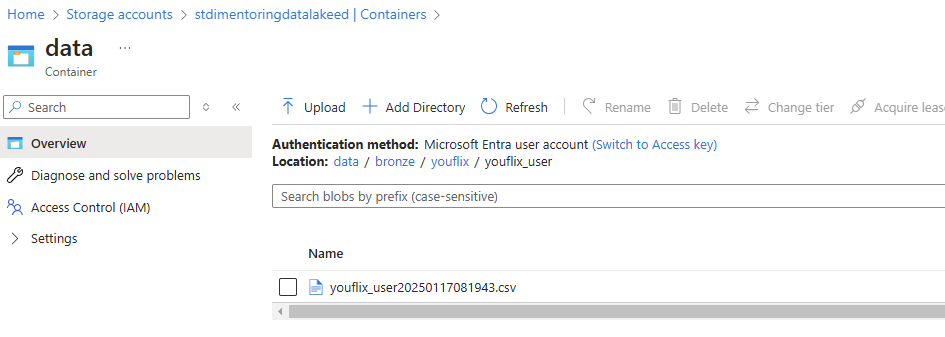 Home > Storage accounts > stdimentoringdatalakeed | Containers >
data ...
Container
Search
Upload Add Directory Refresh Rename Delete Change tier Acquire leas
Overview
Diagnose and solve problems
Access Control (IAM)
Settings
Authentication method: Microsoft Entra user account (Switch to Access key)
Location: data / bronze / youflix / youflix_user
Search blobs by prefix (case-sensitive)
Name
youflix_user20250117081943.csv